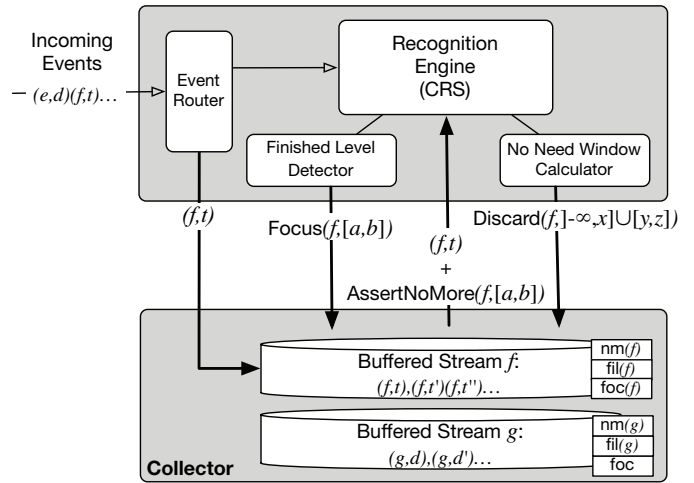 Incoming
Events
— (e,d)(f,t)...
Event
Router
Recognition
Engine
(CRS)
Finished Level
Detector
No Need Window
Calculator
(f,t)
Focus(f,[a,b])
(f,t)
+
AssertNoMore(f,[a,b])
Discard(f,]-∞,x]∪[y,z])
Buffered Stream f:
(f,t),(f,t')(f,t'')...
nm(f)
fil(f)
foc(f)
Buffered Stream g:
(g,d),(g,d')...
nm(g)
fil(g)
foc
Collector